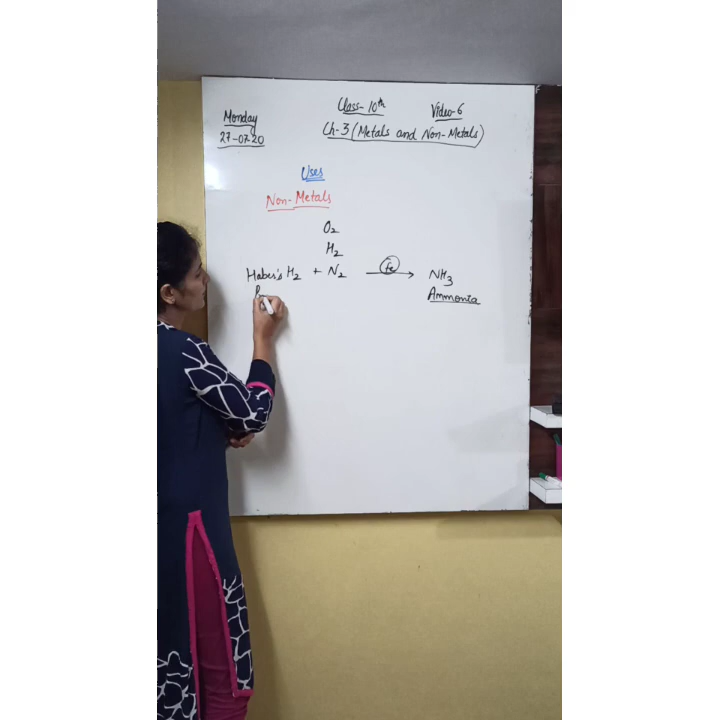 Monday
27-07-20
Class- 10th
Video-6
Ch-3 (Metals and Non-Metals)
Uses
Non-Metals
O2
H2
Haber's H2 + N2 Fe → NH3
Ammonia